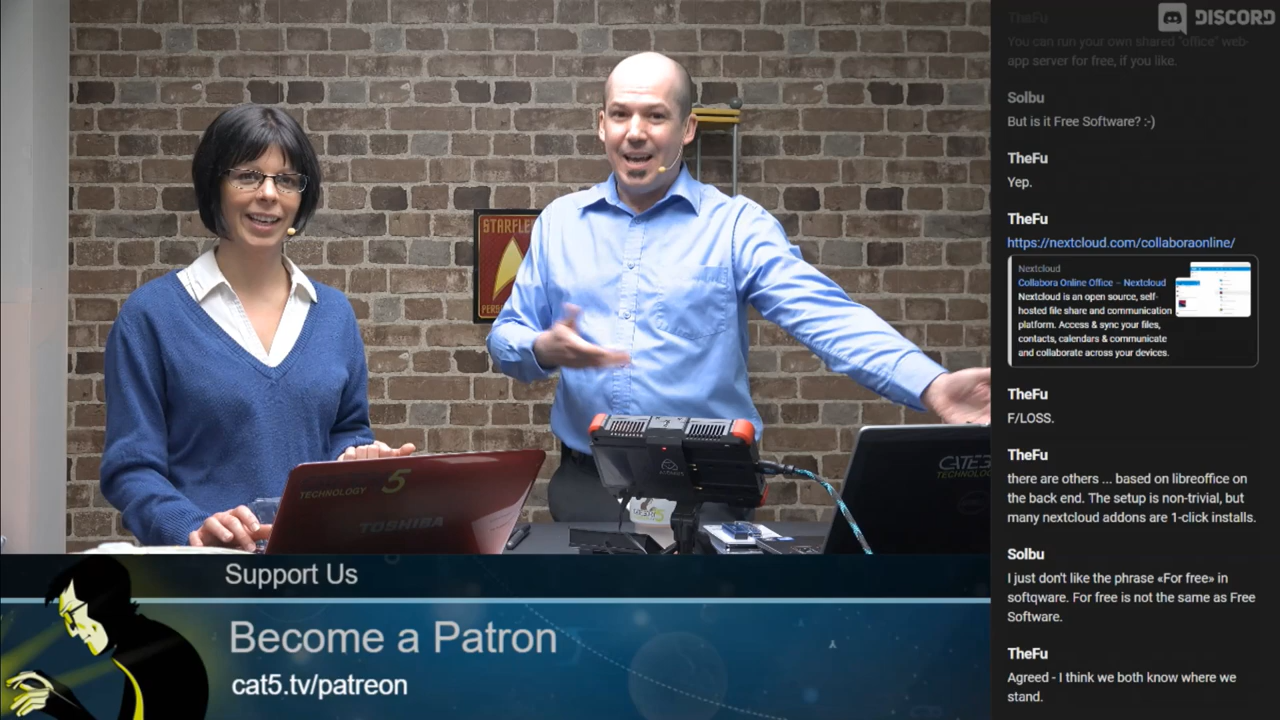 TheFu
DISCORD
You can run your own shared "office" web-
app server for free, if you like.
Solbu
But is it Free Software? :-)
TheFu
Yep.
TheFu
https://nextcloud.com/collaboraonline/
Nextcloud
Collabora Online Office – Nextcloud
Nextcloud is an open source, self-
hosted file share and communication
platform. Access & sync your files,
contacts, calendars & communicate
and collaborate across your devices.
TheFu
F/LOSS.
TheFu
there are others ... based on libreoffice on
the back end. The setup is non-trivial, but
many nextcloud addons are 1-click installs.
Solbu
I just don't like the phrase «For free» in
softqware. For free is not the same as Free
Software.
TheFu
Agreed - I think we both know where we
stand.
STARFLE
PERS
TECHNOLOGY 5
TOSHIBA
CATEG
TECHNOLO
Support Us
Become a Patron
cat5.tv/patreon